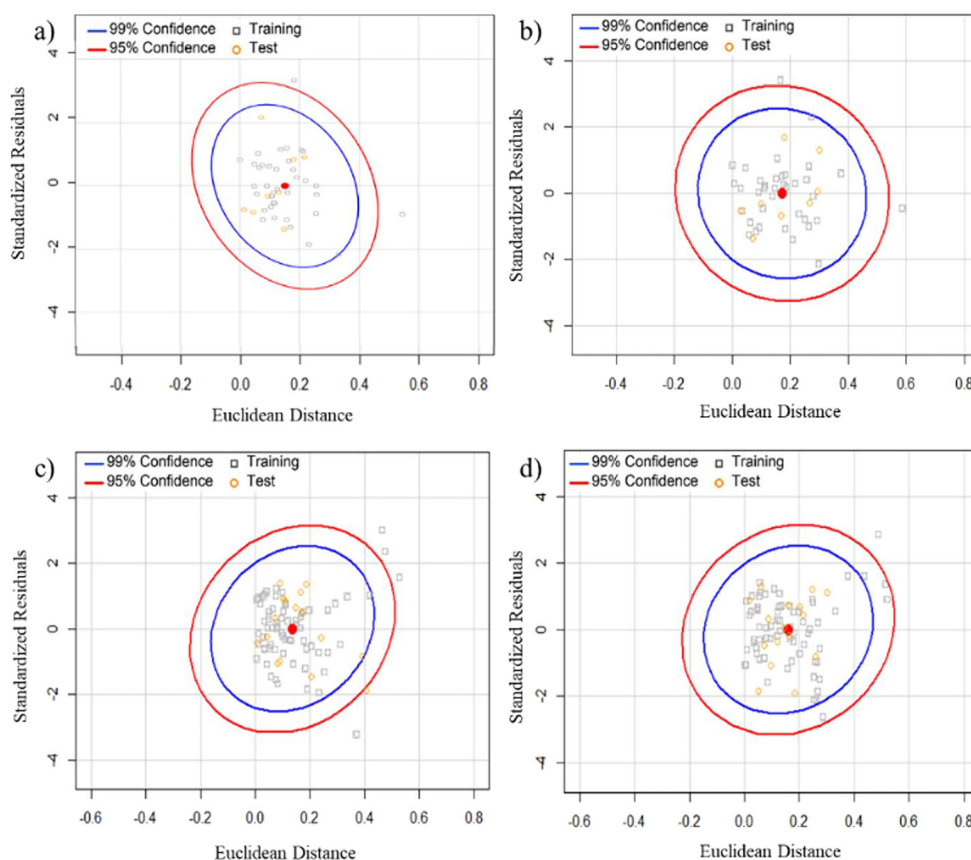 a)
99% Confidence Training
95% Confidence Test
Standardized Residuals
4
2
0
-2
-4
-0.4 -0.2 0.0 0.2 0.4 0.6 0.8
Euclidean Distance
b)
99% Confidence Training
95% Confidence Test
Standardized Residuals
4
2
0
-2
-4
-0.4 -0.2 0.0 0.2 0.4 0.6 0.8
Euclidean Distance
c)
99% Confidence Training
95% Confidence Test
Standardized Residuals
4
2
0
-2
-4
-0.6 -0.4 -0.2 0.0 0.2 0.4 0.6 0.8
Euclidean Distance
d)
99% Confidence Training
95% Confidence Test
Standardized Residuals
4
2
0
-2
-4
-0.6 -0.4 -0.2 0.0 0.2 0.4 0.6 0.8
Euclidean Distance